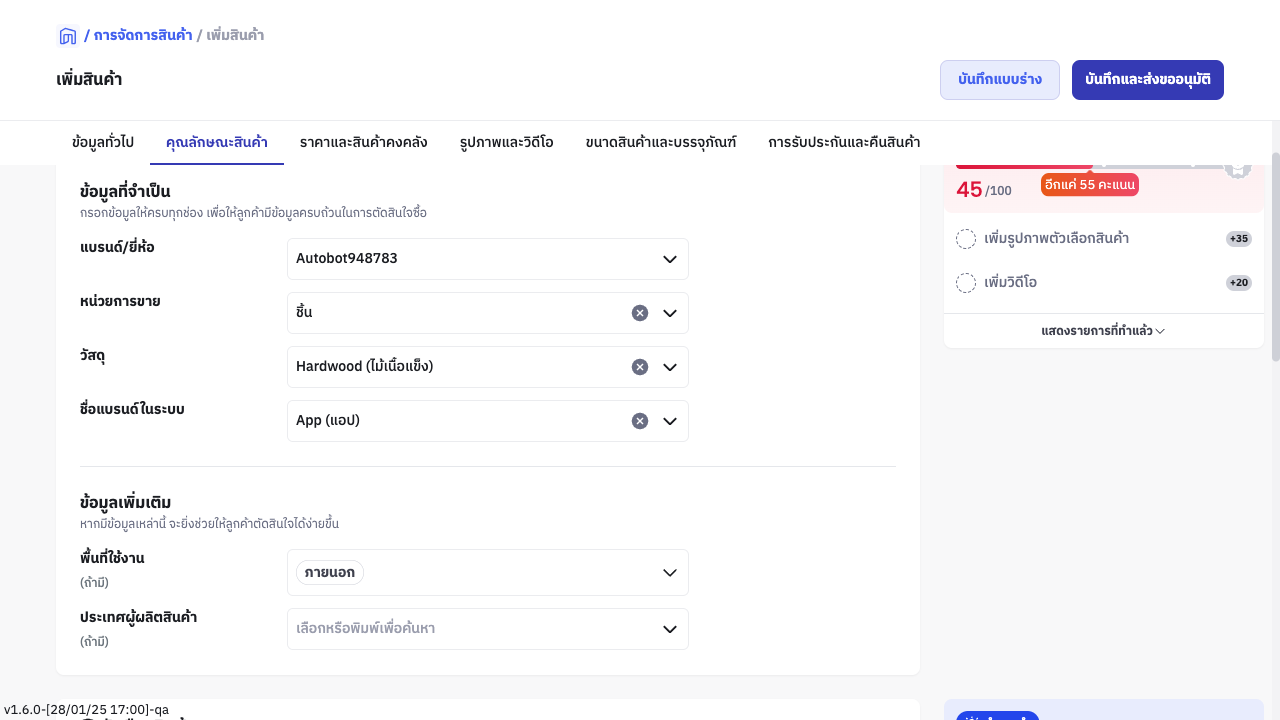 / การจัดการสินค้า / เพิ่มสินค้า
เพิ่มสินค้า
บันทึกแบบร่าง
บันทึกและส่งขออนุมัติ
ข้อมูลทั่วไป
คุณลักษณะสินค้า
ราคาและสินค้าคงคลัง
รูปภาพและวิดีโอ
ขนาดสินค้าและบรรจุภัณฑ์
การรับประกันและคืนสินค้า
ข้อมูลที่จำเป็น
กรอกข้อมูลให้ครบทุกช่อง เพื่อให้ลูกค้ามีข้อมูลครบถ้วนในการตัดสินใจซื้อ
แบรนด์/ยี่ห้อ
Autobot948783
หน่วยการขาย
ชิ้น
วัสดุ
Hardwood (ไม้เนื้อแข็ง)
ชื่อแบรนด์ในระบบ
App (แอป)
ข้อมูลเพิ่มเติม
หากมีข้อมูลเหล่านี้ จะยิ่งช่วยให้ลูกค้าตัดสินใจได้ง่ายขึ้น
พื้นที่ใช้งาน
(ถ้ามี)
ภายนอก
ประเทศผู้ผลิตสินค้า
(ถ้ามี)
เลือกหรือพิมพ์เพื่อค้นหา
45 /100
อีกแค่ 55 คะแนน
เพิ่มรูปภาพตัวเลือกสินค้า
+35
เพิ่มวิดีโอ
+20
แสดงรายการที่ทำแล้ว
v1.6.0-[28/01/25 17:00]-qa